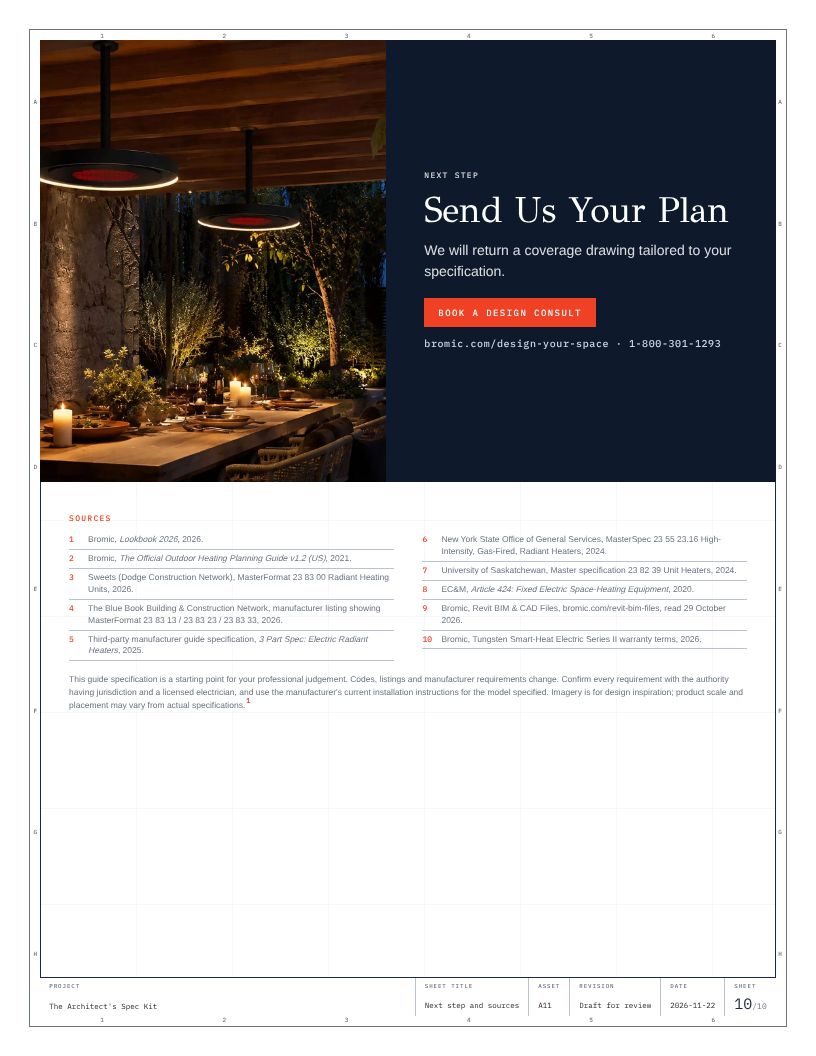 1 2 3 4 5 6
A A
B B
C C
D D
E E
F F
G G
H H
NEXT STEP
Send Us Your Plan
We will return a coverage drawing tailored to your
specification.
BOOK A DESIGN CONSULT
bromic.com/design-your-space · 1-800-301-1293
SOURCES
1 Bromic, Lookbook 2026, 2026.
2 Bromic, The Official Outdoor Heating Planning Guide v1.2 (US), 2021.
3 Sweets (Dodge Construction Network), MasterFormat 23 83 00 Radiant Heating
Units, 2026.
4 The Blue Book Building & Construction Network, manufacturer listing showing
MasterFormat 23 83 13 / 23 83 23 / 23 83 33, 2026.
5 Third-party manufacturer guide specification, 3 Part Spec: Electric Radiant
Heaters, 2025.
6 New York State Office of General Services, MasterSpec 23 55 23.16 High-
Intensity, Gas-Fired, Radiant Heaters, 2024.
7 University of Saskatchewan, Master specification 23 82 39 Unit Heaters, 2024.
8 EC&M, Article 424: Fixed Electric Space-Heating Equipment, 2020.
9 Bromic, Revit BIM & CAD Files, bromic.com/revit-bim-files, read 29 October
2026.
10 Bromic, Tungsten Smart-Heat Electric Series II warranty terms, 2026.
This guide specification is a starting point for your professional judgement. Codes, listings and manufacturer requirements change. Confirm every requirement with the authority
having jurisdiction and a licensed electrician, and use the manufacturer's current installation instructions for the model specified. Imagery is for design inspiration; product scale and
placement may vary from actual specifications.1
PROJECT
The Architect's Spec Kit
SHEET TITLE
Next step and sources
ASSET
A11
REVISION
Draft for review
DATE
2026-11-22
SHEET
10/10
1 2 3 4 5 6